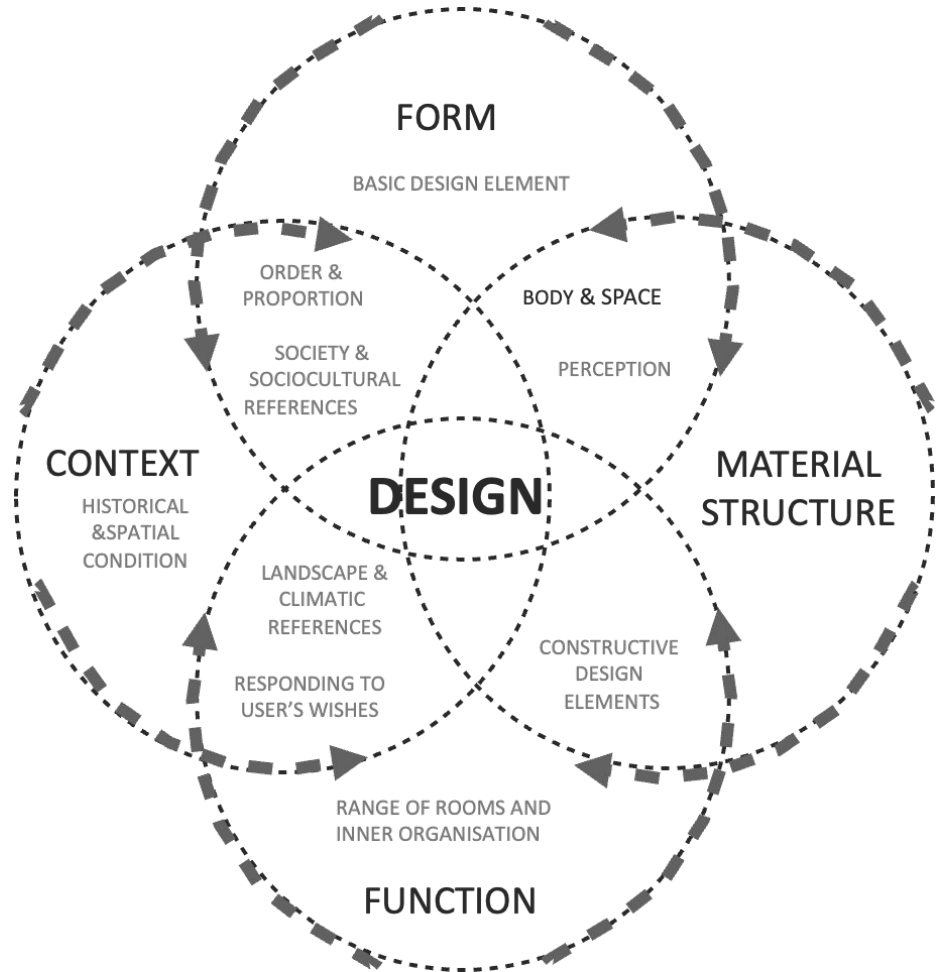 FORM
BASIC DESIGN ELEMENT
ORDER &
PROPORTION
SOCIETY &
SOCIOCULTURAL
REFERENCES
BODY & SPACE
PERCEPTION
CONTEXT
HISTORICAL
&SPATIAL
CONDITION
DESIGN
MATERIAL
STRUCTURE
LANDSCAPE &
CLIMATIC
REFERENCES
RESPONDING TO
USER’S WISHES
CONSTRUCTIVE
DESIGN
ELEMENTS
RANGE OF ROOMS AND
INNER ORGANISATION
FUNCTION